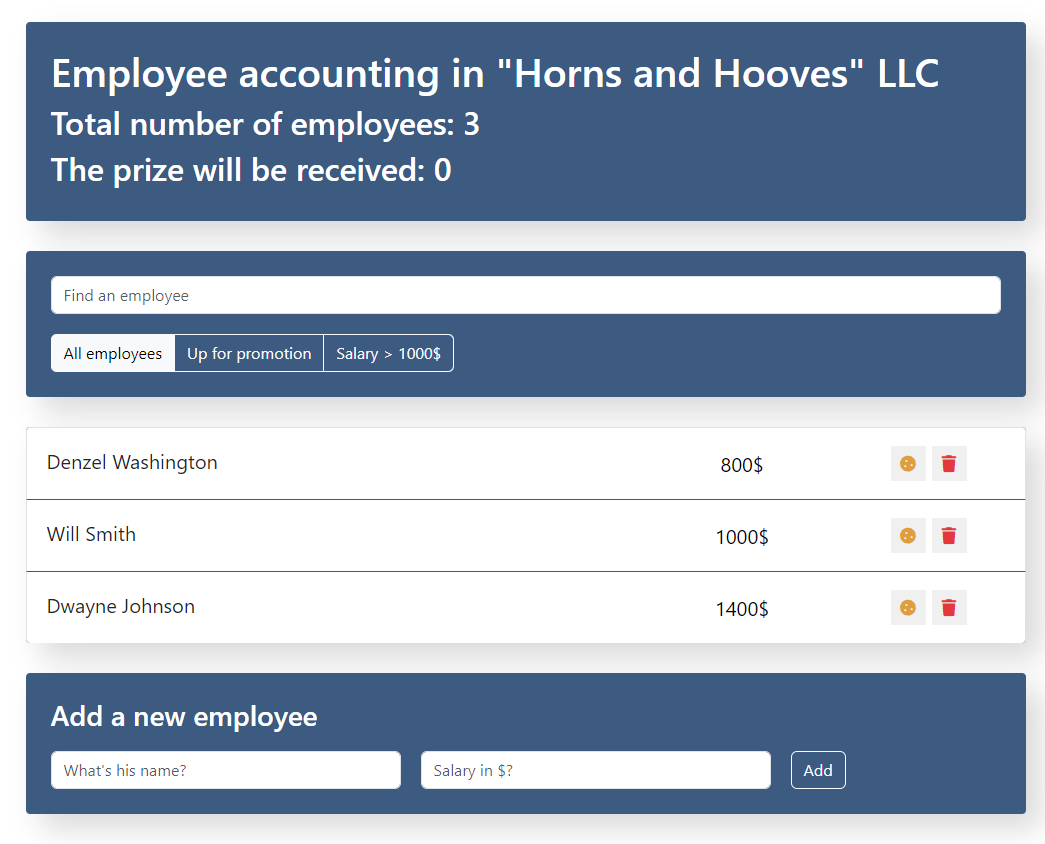 Employee accounting in "Horns and Hooves" LLC
Total number of employees: 3
The prize will be received: 0
Find an employee
All employees Up for promotion Salary > 1000$
Denzel Washington 800$
Will Smith 1000$
Dwayne Johnson 1400$
Add a new employee
What's his name? Salary in $? Add